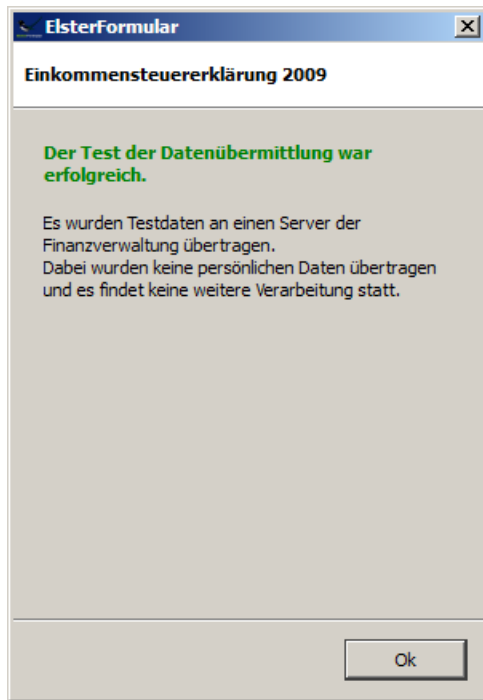 ElsterFormular
Einkommensteuererklärung 2009
Der Test der Datenübermittlung war
erfolgreich.
Es wurden Testdaten an einen Server der
Finanzverwaltung übertragen.
Dabei wurden keine persönlichen Daten übertragen
und es findet keine weitere Verarbeitung statt.
Ok